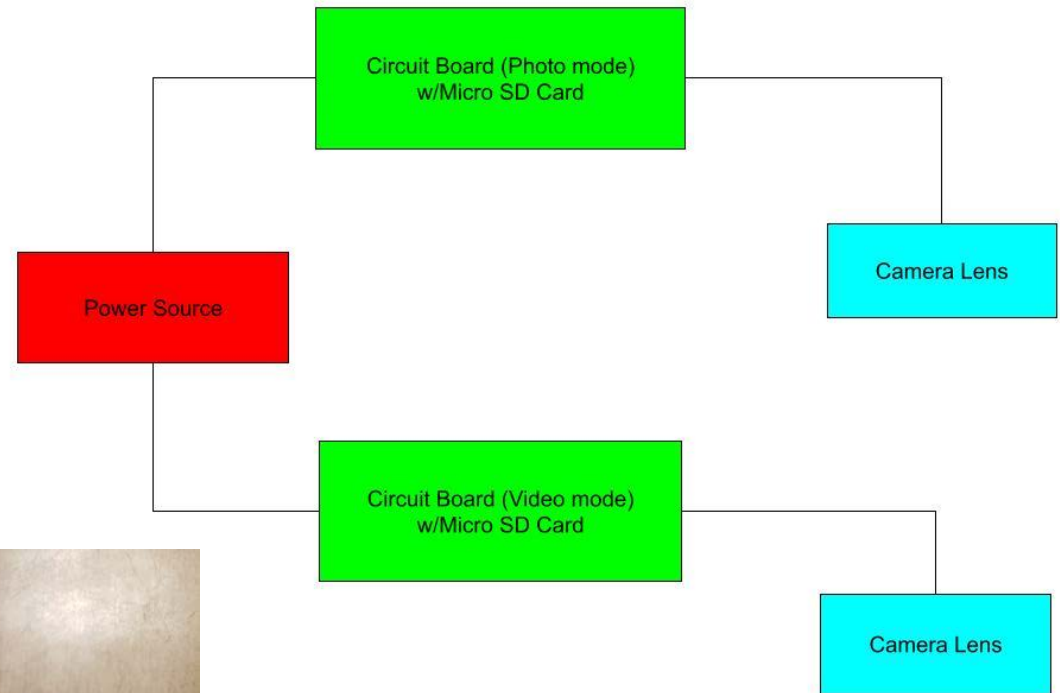 Circuit Board (Photo mode)
w/Micro SD Card
Camera Lens
Power Source
Circuit Board (Video mode)
w/Micro SD Card
Camera Lens